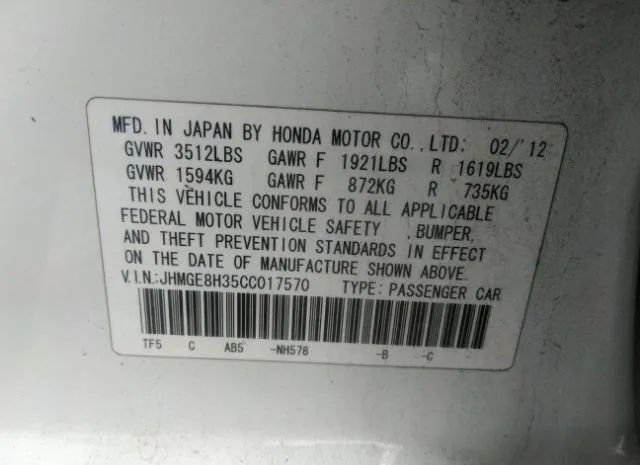 MFD. IN JAPAN BY HONDA MOTOR CO., LTD: 02/'12
GVWR 3512LBS GAWR F 1921LBS R 1619LBS
GVWR 1594KG GAWR F 872KG R 735KG
THIS VEHICLE CONFORMS TO ALL APPLICABLE
FEDERAL MOTOR VEHICLE SAFETY ,BUMPER,
AND THEFT PREVENTION STANDARDS IN EFFECT
ON THE DATE OF MANUFACTURE SHOWN ABOVE.
V.I.N.:JHMGE8H35CC017570 TYPE: PASSENGER CAR
TF5 C AB5 -NH578 -B -C